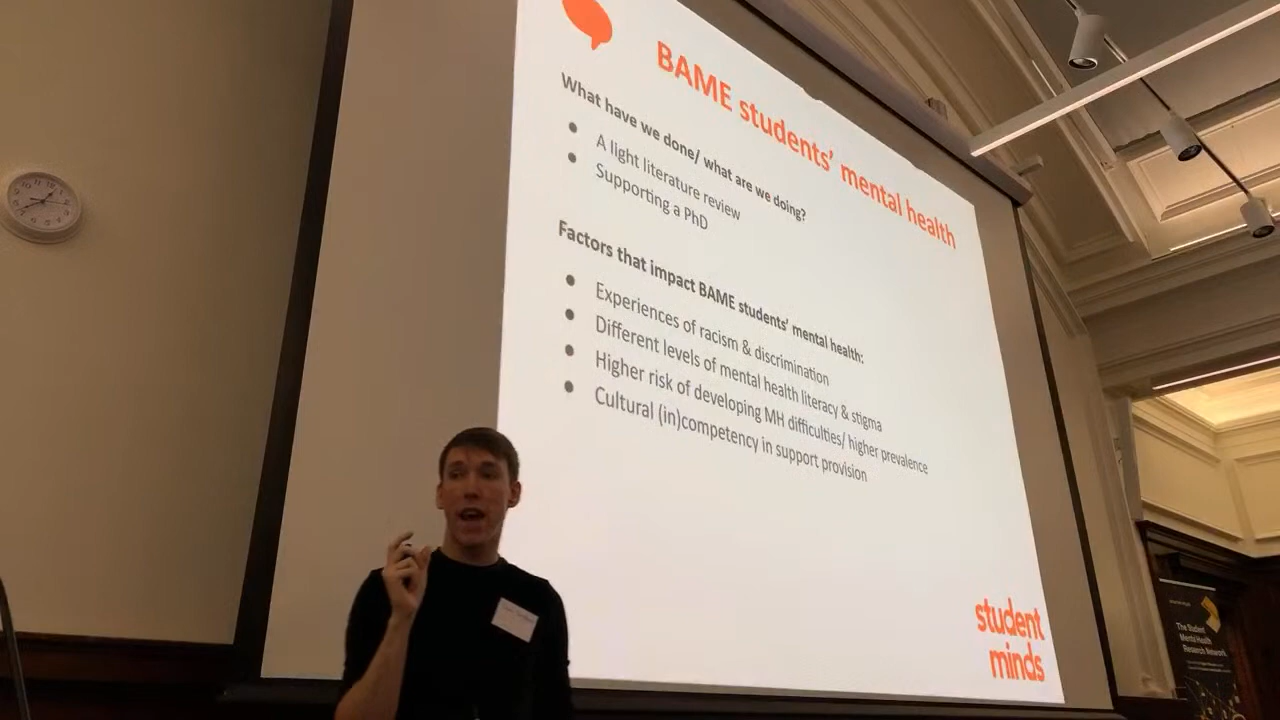 BAME students' mental health
What have we done/ what are we doing?
A light literature review
Supporting a PhD
Factors that impact BAME students' mental health:
Experiences of racism & discrimination
Different levels of mental health literacy & stigma
Higher risk of developing MH difficulties/ higher prevalence
Cultural (in)competency in support provision
student
minds
The Student
Mental Health
Research Network